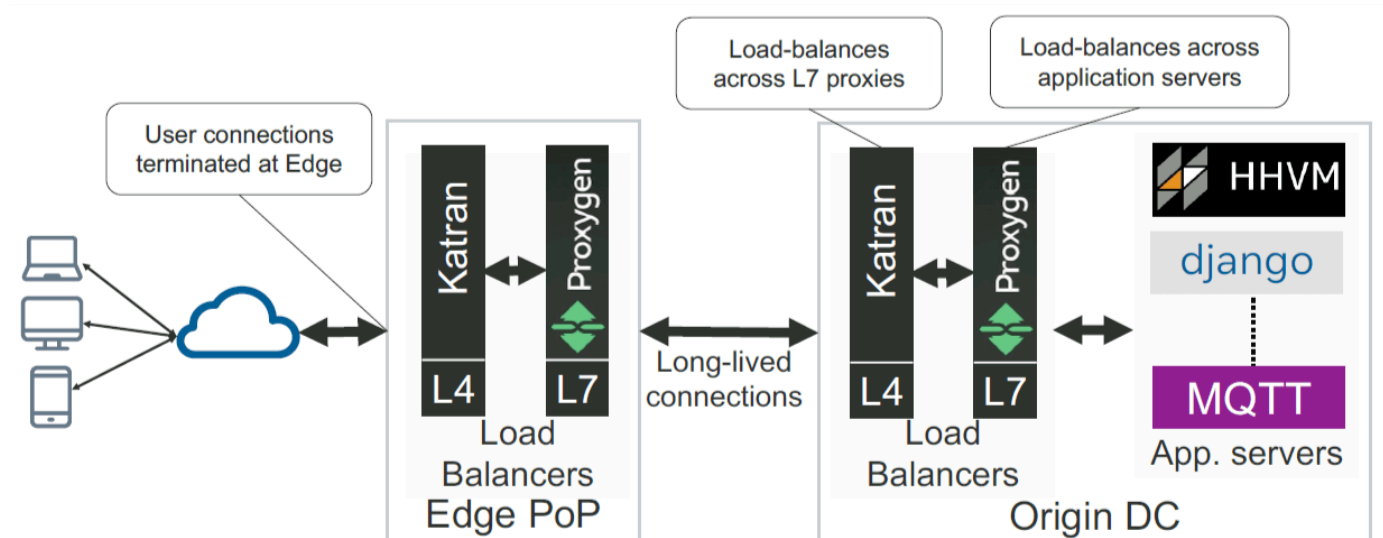 Load-balances
across L7 proxies
Load-balances across
application servers
User connections
terminated at Edge
Katran
L4
Proxygen
L7
Load
Balancers
Edge PoP
Long-lived
connections
Katran
L4
Proxygen
L7
Load
Balancers
HHVM
django
MQTT
App. servers
Origin DC